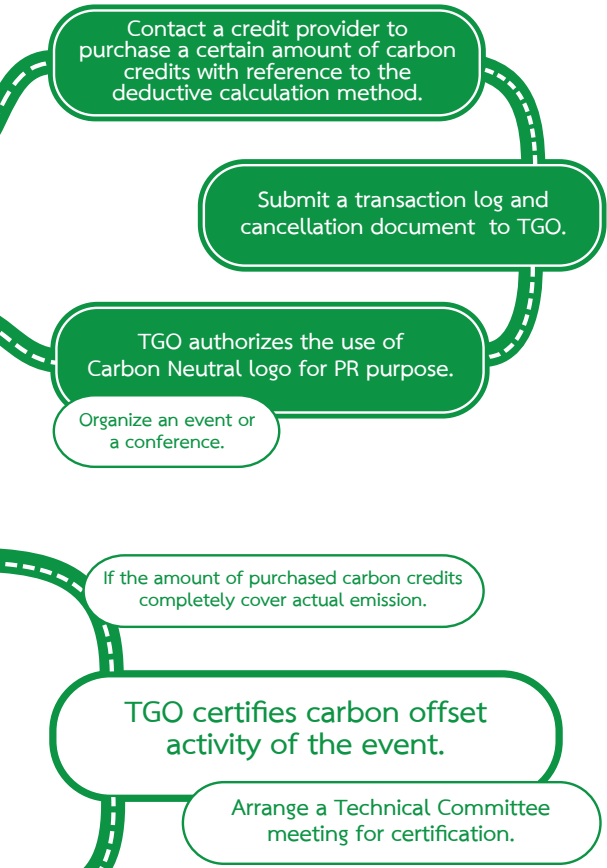 Contact a credit provider to
purchase a certain amount of carbon
credits with reference to the
deductive calculation method.
Submit a transaction log and
cancellation document to TGO.
TGO authorizes the use of
Carbon Neutral logo for PR purpose.
Organize an event or
a conference.
If the amount of purchased carbon credits
completely cover actual emission.
TGO certifies carbon offset
activity of the event.
Arrange a Technical Committee
meeting for certification.